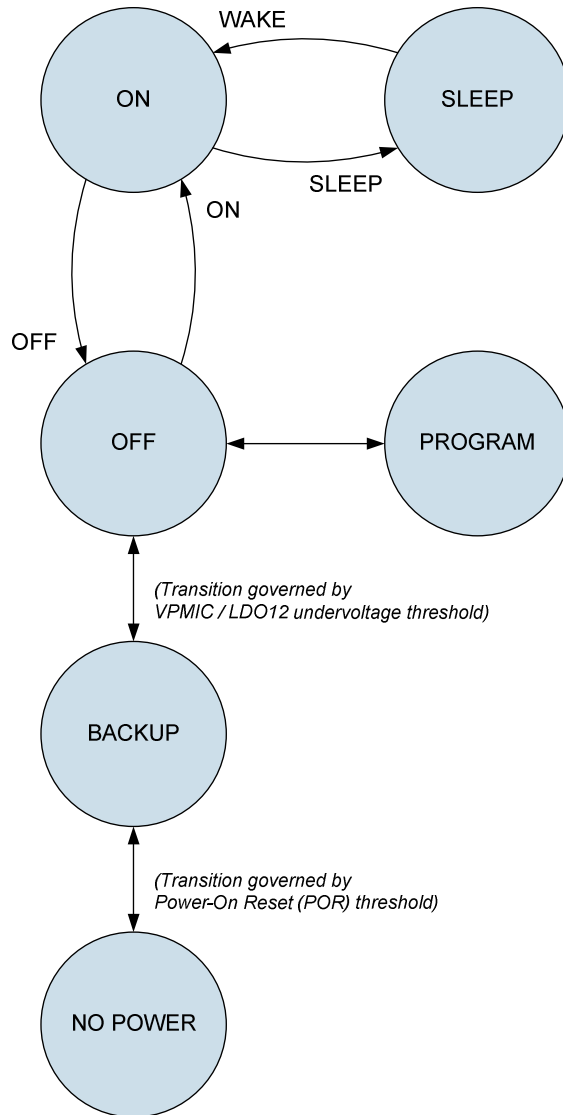 WAKE
ON
SLEEP
SLEEP
ON
OFF
OFF
PROGRAM
(Transition governed by
VPMIC / LDO12 undervoltage threshold)
BACKUP
(Transition governed by
Power-On Reset (POR) threshold)
NO POWER